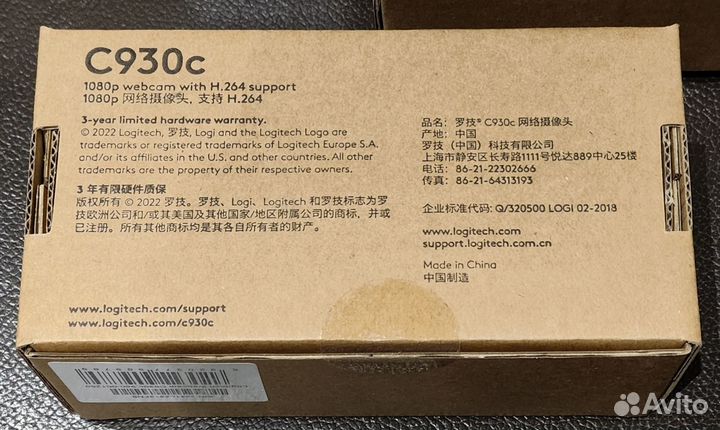 C930c
1080p webcam with H.264 support
1080p 网络摄像头, 支持 H.264
3-year limited hardware warranty.
© 2022 Logitech, 罗技, Logi and the Logitech Logo are
trademarks or registered trademarks of Logitech Europe S.A.
and/or its affiliates in the U.S. and other countries. All other
trademarks are the property of their respective owners.
3 年有限硬件质保
版权所有 © 2022 罗技。罗技、Logi、Logitech 和罗技标志为罗
技欧洲公司和/或其美国及其他国家/地区附属公司的商标，并或
已注册。所有其他商标均是其各自所有者的财产。
www.logitech.com/support
www.logitech.com/c930c
品名: 罗技® C930c 网络摄像头
产地: 中国
罗技（中国）科技有限公司
上海市静安区长寿路1111号悦达889中心25楼
电话: 86-21-22302666
传真: 86-21-64313193
企业标准代码: Q/320500 LOGI 02-2018
www.logitech.com
support.logitech.com.cn
Made in China
中国制造
Avito